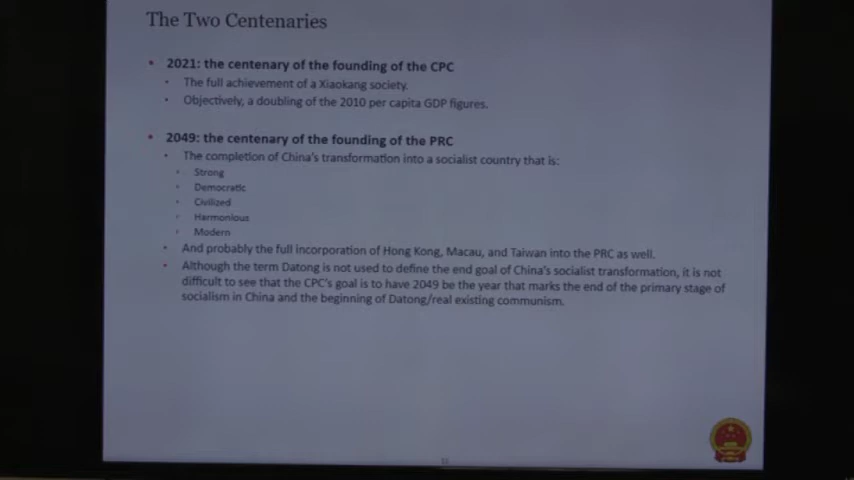 The Two Centenaries
• 2021: the centenary of the founding of the CPC
• The full achievement of a Xiaokang society.
• Objectively, a doubling of the 2010 per capita GDP figures.
• 2049: the centenary of the founding of the PRC
• The completion of China's transformation into a socialist country that is:
• Strong
• Democratic
• Civilized
• Harmonious
• Modern
• And probably the full incorporation of Hong Kong, Macau, and Taiwan into the PRC as well.
• Although the term Datong is not used to define the end goal of China's socialist transformation, it is not
difficult to see that the CPC's goal is to have 2049 be the year that marks the end of the primary stage of
socialism in China and the beginning of Datong/real existing communism.